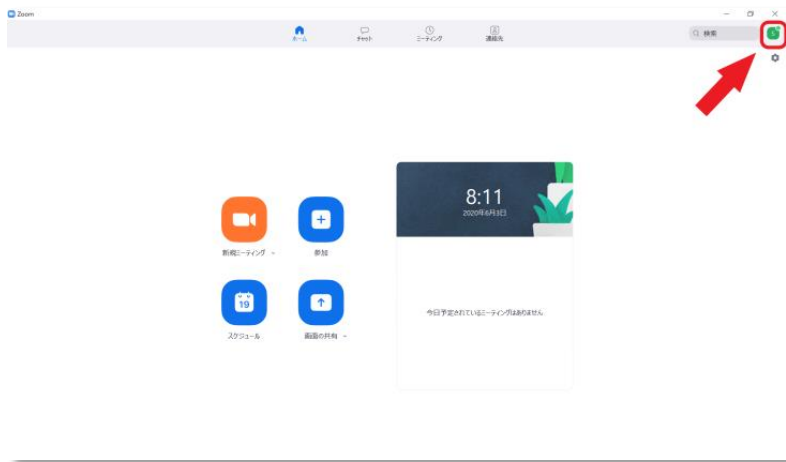 Zoom
ホーム
チャット
ミーティング
連絡先
検索
8:11
2020年6月3日
新規ミーティング
参加
19
スケジュール
画面の共有
今日予定されているミーティングはありません